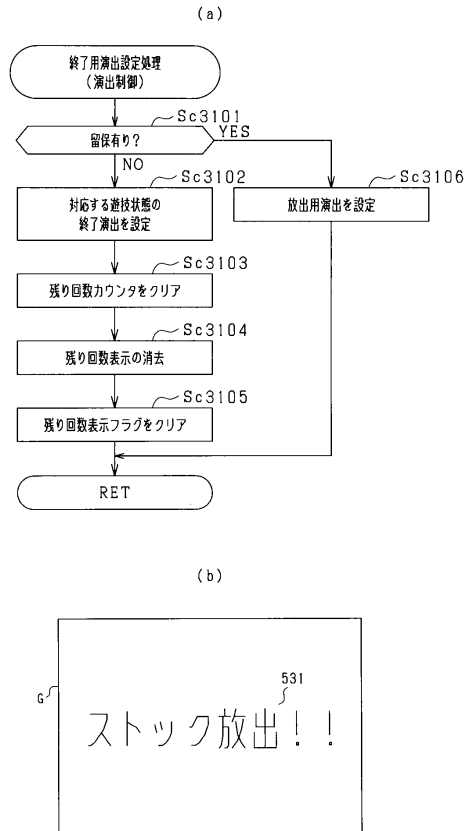 (a)
終了用演出設定処理
(演出制御)
Sc3101
留保有り?
YES
NO
Sc3102
対応する遊技状態の
終了演出を設定
Sc3106
放出用演出を設定
Sc3103
残り回数カウンタをクリア
Sc3104
残り回数表示の消去
Sc3105
残り回数表示フラグをクリア
RET
(b)
G
531
ストック放出!!